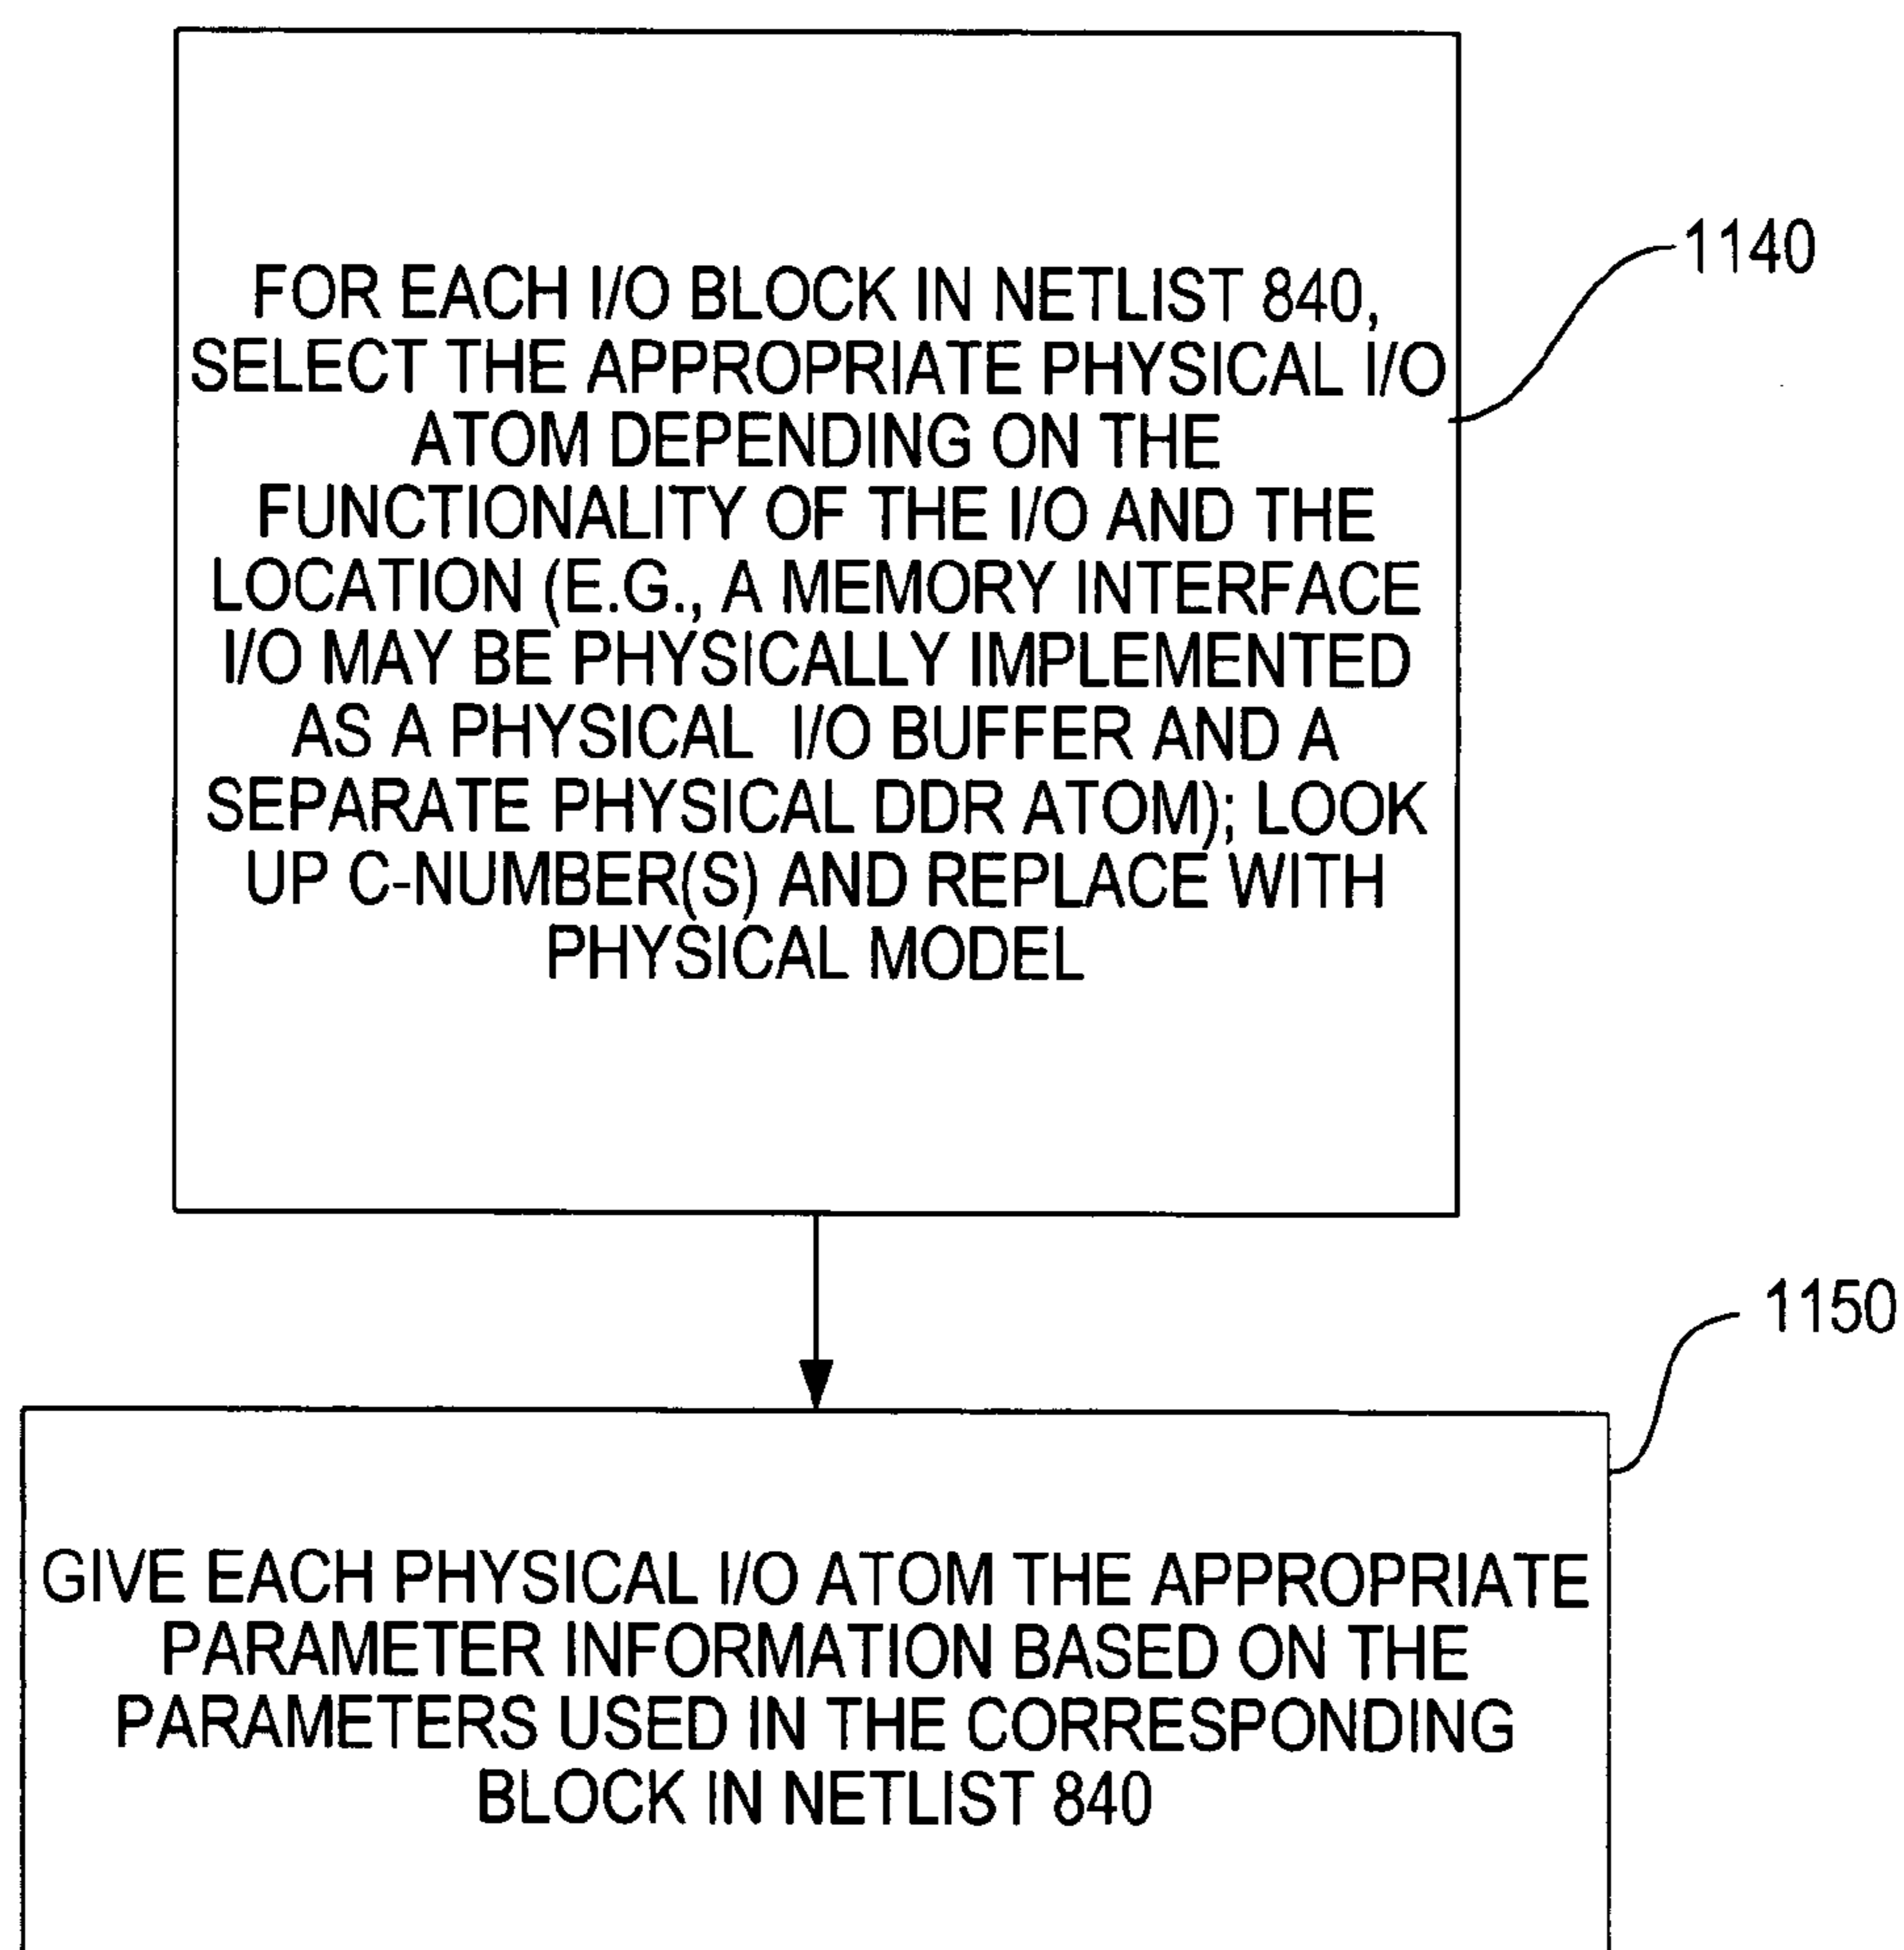 FOR EACH I/O BLOCK IN NETLIST 840,
SELECT THE APPROPRIATE PHYSICAL I/O
ATOM DEPENDING ON THE
FUNCTIONALITY OF THE I/O AND THE
LOCATION (E.G., A MEMORY INTERFACE
I/O MAY BE PHYSICALLY IMPLEMENTED
AS A PHYSICAL I/O BUFFER AND A
SEPARATE PHYSICAL DDR ATOM); LOOK
UP C-NUMBER(S) AND REPLACE WITH
PHYSICAL MODEL
1140
1150
GIVE EACH PHYSICAL I/O ATOM THE APPROPRIATE
PARAMETER INFORMATION BASED ON THE
PARAMETERS USED IN THE CORRESPONDING
BLOCK IN NETLIST 840